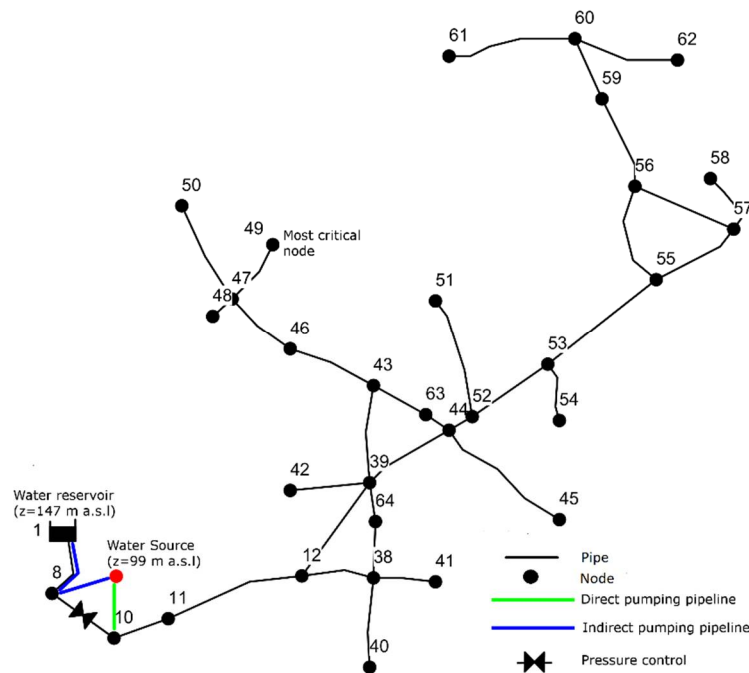 60
61
62
59
56
58
57
50
49
Most critical
node
55
47
48
51
46
53
43
63
44
52
54
39
42
64
45
Water reservoir
(z=147 m a.s.l)
1
Water Source
(z=99 m a.s.l)
8
12
38
41
11
10
40
Pipe
Node
Direct pumping pipeline
Indirect pumping pipeline
Pressure control